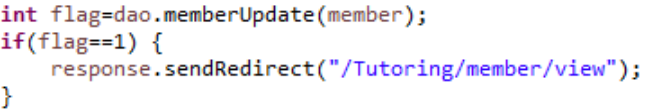 int flag=dao.memberUpdate(member);
if(flag==1) {
    response.sendRedirect("/Tutoring/member/view");
}